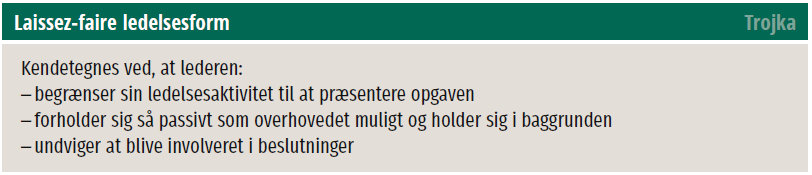 Laissez-faire ledelsesform Trojka
Kendetegnes ved, at lederen:
– begrænser sin ledelsesaktivitet til at præsentere opgaven
– forholder sig så passivt som overhovedet muligt og holder sig i baggrunden
– undviger at blive involveret i beslutninger